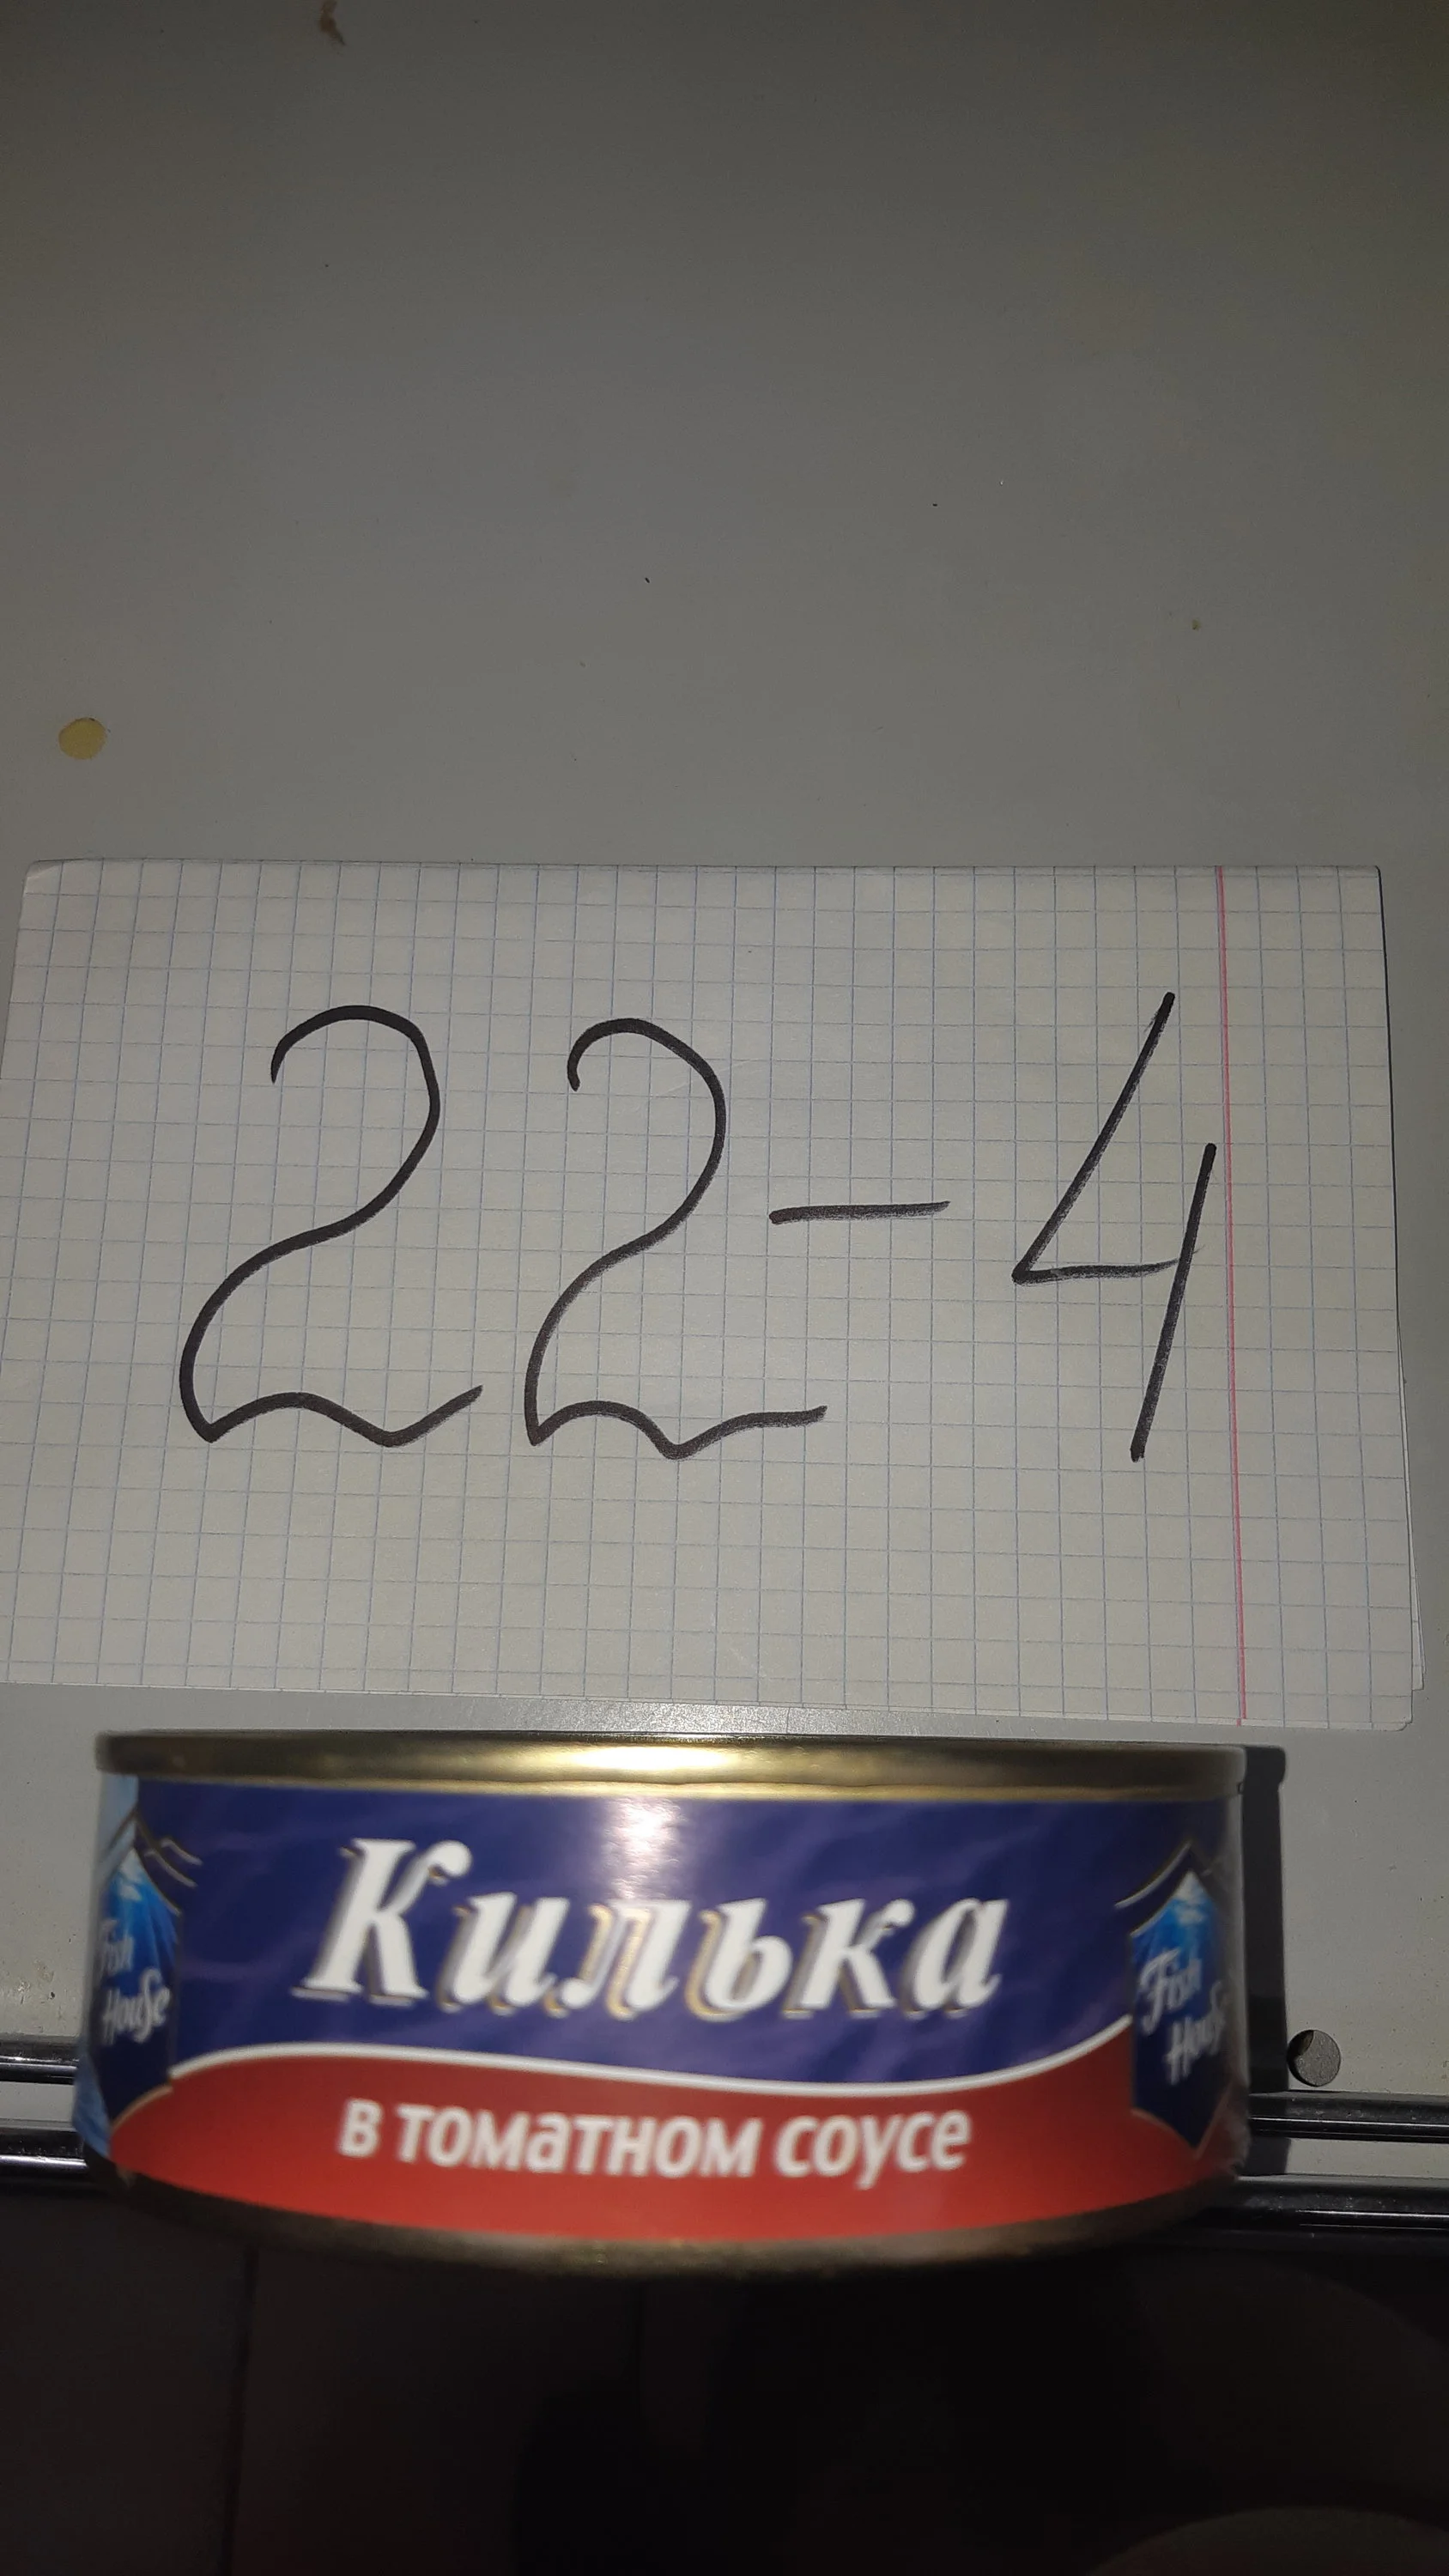 22-4
Килька
в томатном соусе
Fish
House
Fish
House